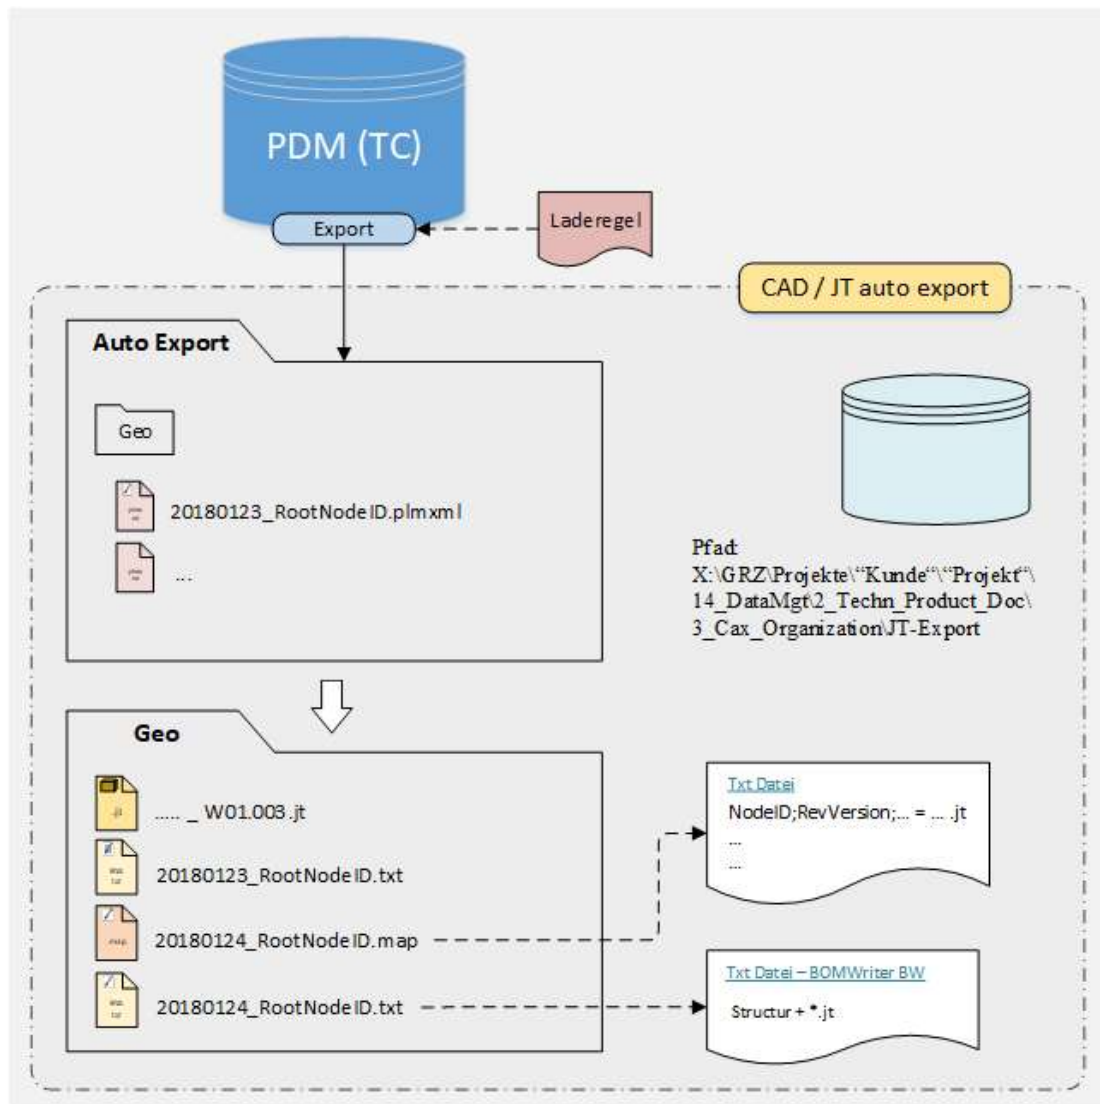 PDM (TC)
Export
Laderegel
CAD / JT auto export
Auto Export
Geo
20180123_RootNodeID.plmxml
...
Pfad:
X:\GRZ\Projekte\“Kunde“\“Projekt“\
14_DataMgt\2_Techn_Product_Doc\
3_Cax_Organization\JT-Export
Geo
.jt
..... _ W01.003.jt
20180123_RootNodeID.txt
map
20180124_RootNodeID.map
20180124_RootNodeID.txt
Txt Datei
NodeID;RevVersion;... = ... .jt
...
...
Txt Datei – BOMWriter BW
Structur + *.jt